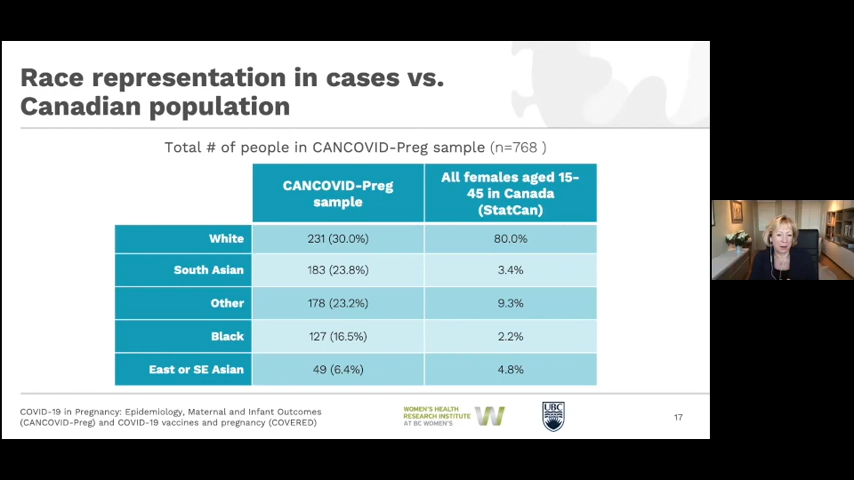 Race representation in cases vs.
Canadian population
Total # of people in CANCOVID-Preg sample (n=768 )
CANCOVID-Preg
sample
All females aged 15-
45 in Canada
(StatCan)
White 231 (30.0%) 80.0%
South Asian 183 (23.8%) 3.4%
Other 178 (23.2%) 9.3%
Black 127 (16.5%) 2.2%
East or SE Asian 49 (6.4%) 4.8%
COVID-19 in Pregnancy: Epidemiology, Maternal and Infant Outcomes
(CANCOVID-Preg) and COVID-19 vaccines and pregnancy (COVERED)
WOMEN'S HEALTH
RESEARCH INSTITUTE
AT BC WOMEN'S
W
UBC
17